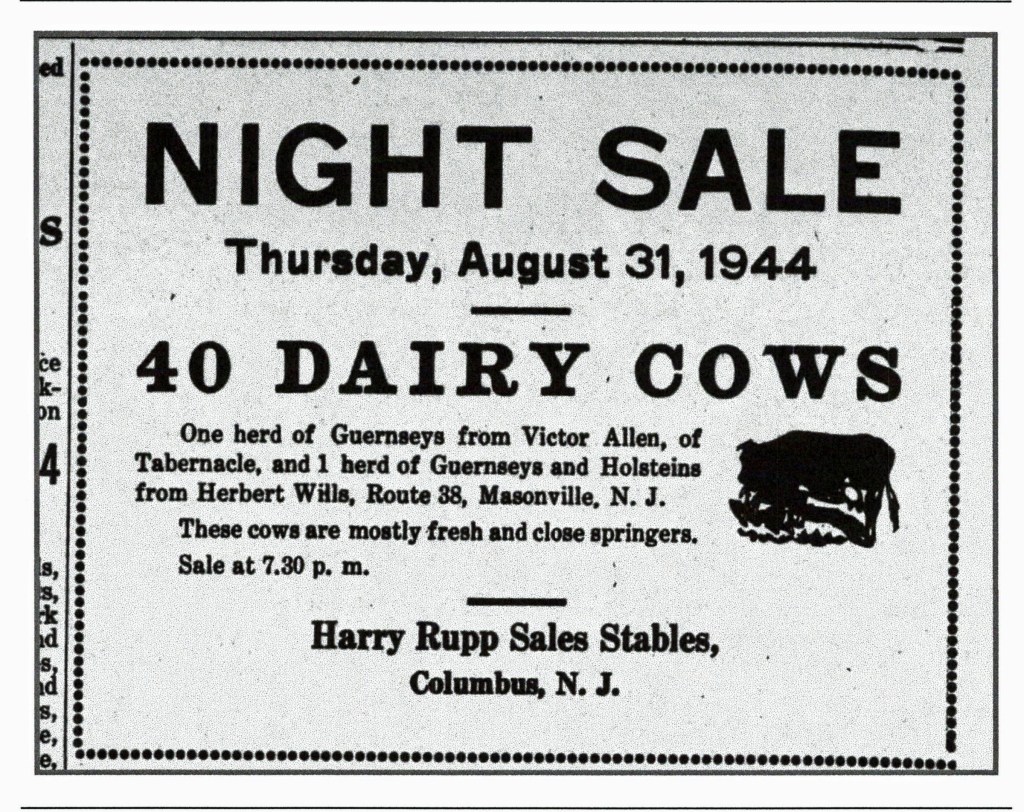 NIGHT SALE
Thursday, August 31, 1944
40 DAIRY COWS
One herd of Guernseys from Victor Allen, of
Tabernacle, and 1 herd of Guernseys and Holsteins
from Herbert Wills, Route 38, Masonville, N. J.
These cows are mostly fresh and close springers.
Sale at 7.30 p. m.
Harry Rupp Sales Stables,
Columbus, N. J.